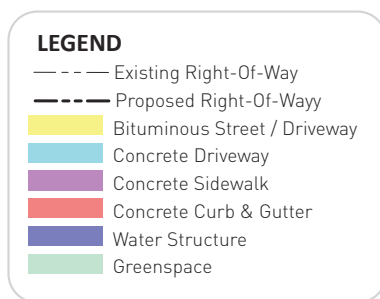 LEGEND
Existing Right-Of-Way
Proposed Right-Of-Wayy
Bituminous Street / Driveway
Concrete Driveway
Concrete Sidewalk
Concrete Curb & Gutter
Water Structure
Greenspace